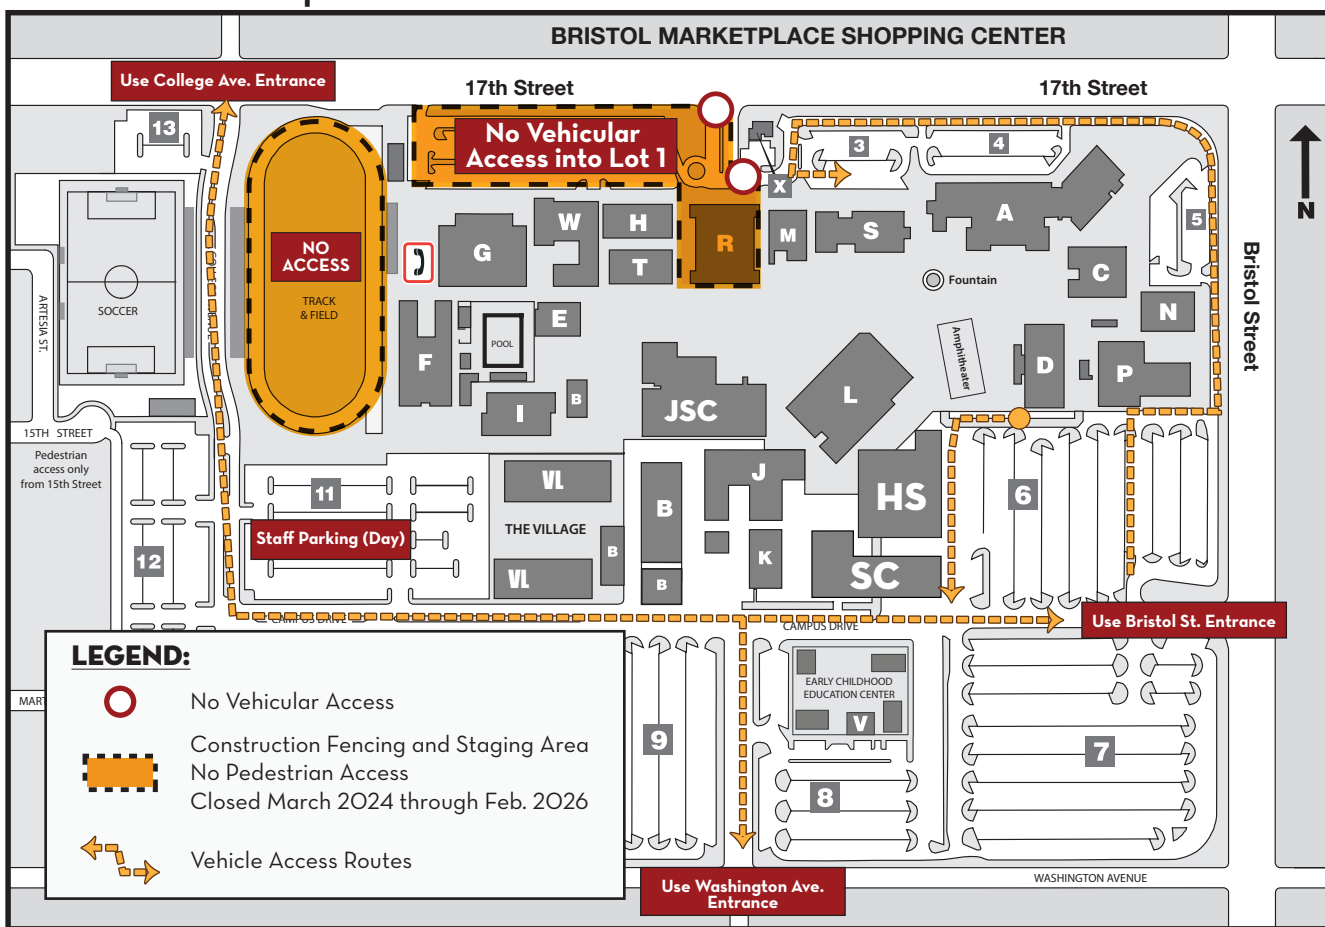 BRISTOL MARKETPLACE SHOPPING CENTER
Use College Ave. Entrance
17th Street
17th Street
13
No Vehicular
Access into Lot 1
3
4
X
N
5
W
H
R
M
S
A
G
T
C
NO
ACCESS
TRACK
& FIELD
SOCCER
ARTESIA ST.
Fountain
Bristol Street
N
E
F
POOL
Amphitheater
D
P
I
B
JSC
L
15TH STREET
Pedestrian
access only
from 15th Street
11
VL
J
HS
6
B
THE VILLAGE
Staff Parking (Day)
12
B
K
SC
VL
B
CAMPUS DRIVE
CAMPUS DRIVE
Use Bristol St. Entrance
LEGEND:
No Vehicular Access
Construction Fencing and Staging Area
No Pedestrian Access
Closed March 2024 through Feb. 2026
Vehicle Access Routes
MART
EARLY CHILDHOOD
EDUCATION CENTER
V
9
7
8
WASHINGTON AVENUE
Use Washington Ave.
Entrance